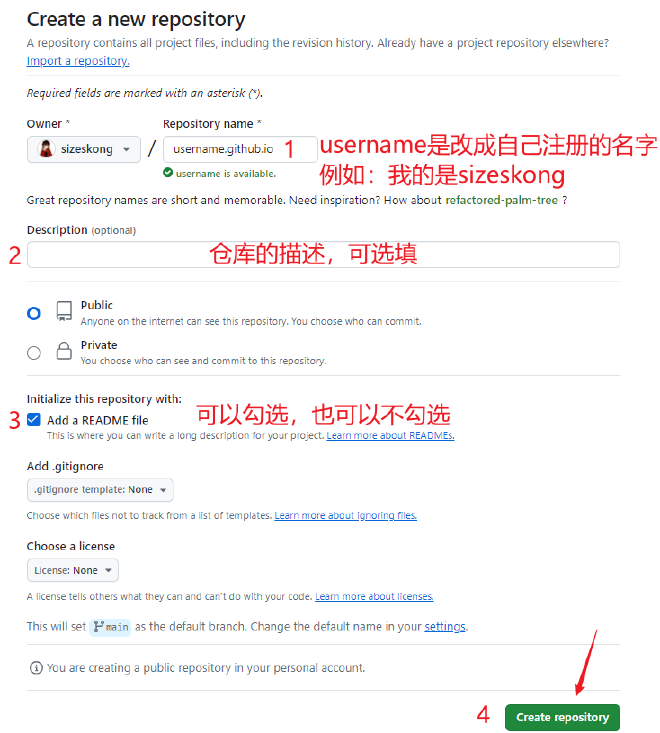 Create a new repository
A repository contains all project files, including the revision history. Already have a project repository elsewhere?
Import a repository.
Required fields are marked with an asterisk (*).
Owner * Repository name *
sizeskong / username.github.io 1 username是改成自己注册的名字
username is available. 例如：我的是sizeskong
Great repository names are short and memorable. Need inspiration? How about refactored-palm-tree ?
Description (optional)
2 仓库的描述，可选填
Public
Anyone on the internet can see this repository. You choose who can commit.
Private
You choose who can see and commit to this repository.
Initialize this repository with:
3 Add a README file 可以勾选，也可以不勾选
This is where you can write a long description for your project. Learn more about READMEs.
Add .gitignore
.gitignore template: None
Choose which files not to track from a list of templates. Learn more about ignoring files.
Choose a license
License: None
A license tells others what they can and can't do with your code. Learn more about licenses.
This will set main as the default branch. Change the default name in your settings.
You are creating a public repository in your personal account.
4 Create repository